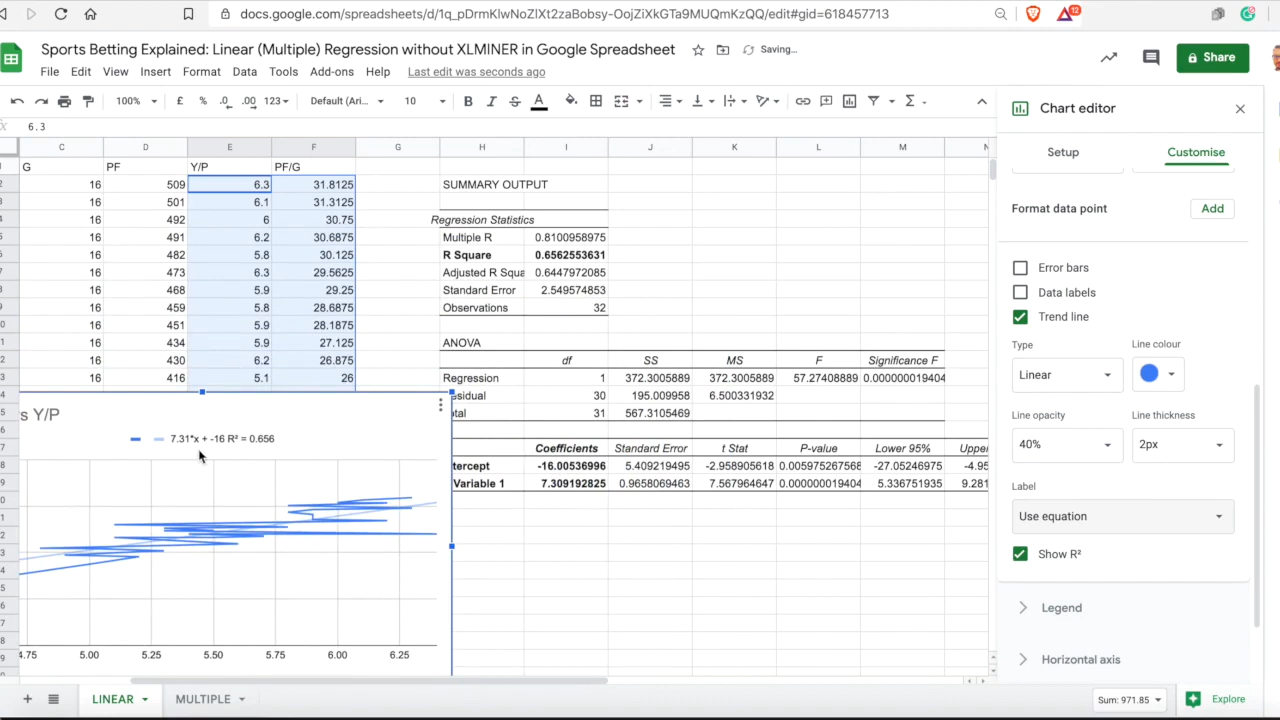 docs.google.com/spreadsheets/d/1q_pDrmKlwNoZlXt2zaBobsy-OojZiXkGTa9MUQmKzQQ/edit#gid=618457713
12
Sports Betting Explained: Linear (Multiple) Regression without XLMINER in Google Spreadsheet
Saving...
File Edit View Insert Format Data Tools Add-ons Help Last edit was seconds ago
Share
100% £ % .0 .00 123 Default (Ari... 10 B I S A
6.3
C D E F G H I J K L M N
G PF Y/P PF/G
16 509 6.3 31.8125 SUMMARY OUTPUT
16 501 6.1 31.3125
16 492 6 30.75 Regression Statistics
16 491 6.2 30.6875 Multiple R 0.8100958975
16 482 5.8 30.125 R Square 0.6562553631
16 473 6.3 29.5625 Adjusted R Squa 0.6447972085
16 468 5.9 29.25 Standard Error 2.549574853
16 459 5.8 28.6875 Observations 32
16 451 5.9 28.1875
16 434 5.9 27.125 ANOVA
16 430 6.2 26.875 df SS MS F Significance F
16 416 5.1 26 Regression 1 372.3005889 372.3005889 57.27408889 0.000000019404
esidual 30 195.009958 6.500331932
otal 31 567.3105469
Coefficients Standard Error t Stat P-value Lower 95% Uppe
tercept -16.00536996 5.409219495 -2.958905618 0.005975267568 -27.05246975 -4.95
Variable 1 7.309192825 0.9658069463 7.567964647 0.000000019404 5.336751935 9.281
s Y/P
7.31*x + -16 R² = 0.656
4.75 5.00 5.25 5.50 5.75 6.00 6.25
Chart editor
Setup
Customise
Format data point
Add
Error bars
Data labels
Trend line
Type
Line colour
Linear
Line opacity
Line thickness
40%
2px
Label
Use equation
Show R²
Legend
Horizontal axis
LINEAR
MULTIPLE
Sum: 971.85
Explore